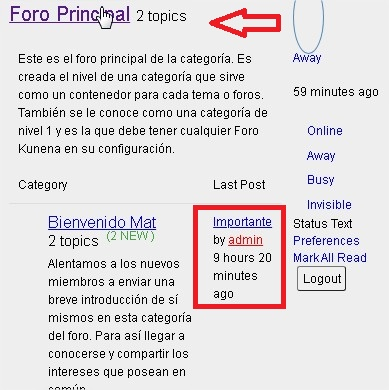 Foro Principal 2 topics
Este es el foro principal de la categoría. Es
creada el nivel de una categoría que sirve
como un contenedor para cada tema o foros.
También se le conoce como una categoría de
nivel 1 y es la que debe tener cualquier Foro
Kunena en su configuración.
Category Last Post
Bienvenido Mat
2 topics (2 NEW )
Alentamos a los nuevos
miembros a enviar una
breve introducción de sí
mismos en esta categoría
del foro. Para así llegar a
conocerse y compartir los
intereses que posean en
común
Importante
by admin
9 hours 20
minutes
ago
Away
59 minutes ago
Online
Away
Busy
Invisible
Status Text
Preferences
Mark All Read
Logout